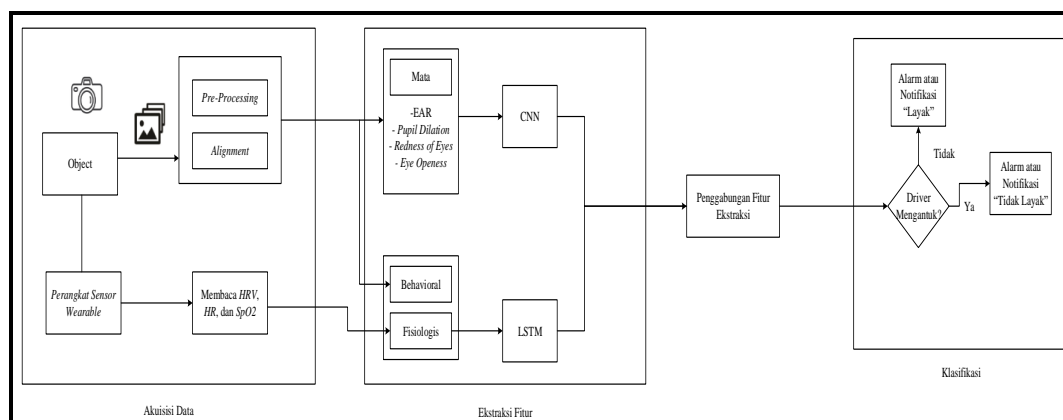 Pre-Processing
Alignment
Object
Perangkat Sensor
Wearable
Membaca HRV,
HR, dan SpO2
Akuisisi Data
Mata
-EAR
- Pupil Dilation
- Redness of Eyes
- Eye Openess
CNN
Behavioral
Fisiologis
LSTM
Ekstraksi Fitur
Penggabungan Fitur
Ekstraksi
Alarm atau
Notifikasi
“Layak”
Tidak
Driver
Mengantuk?
Ya
Alarm atau
Notifikasi
“Tidak Layak”
Klasifikasi